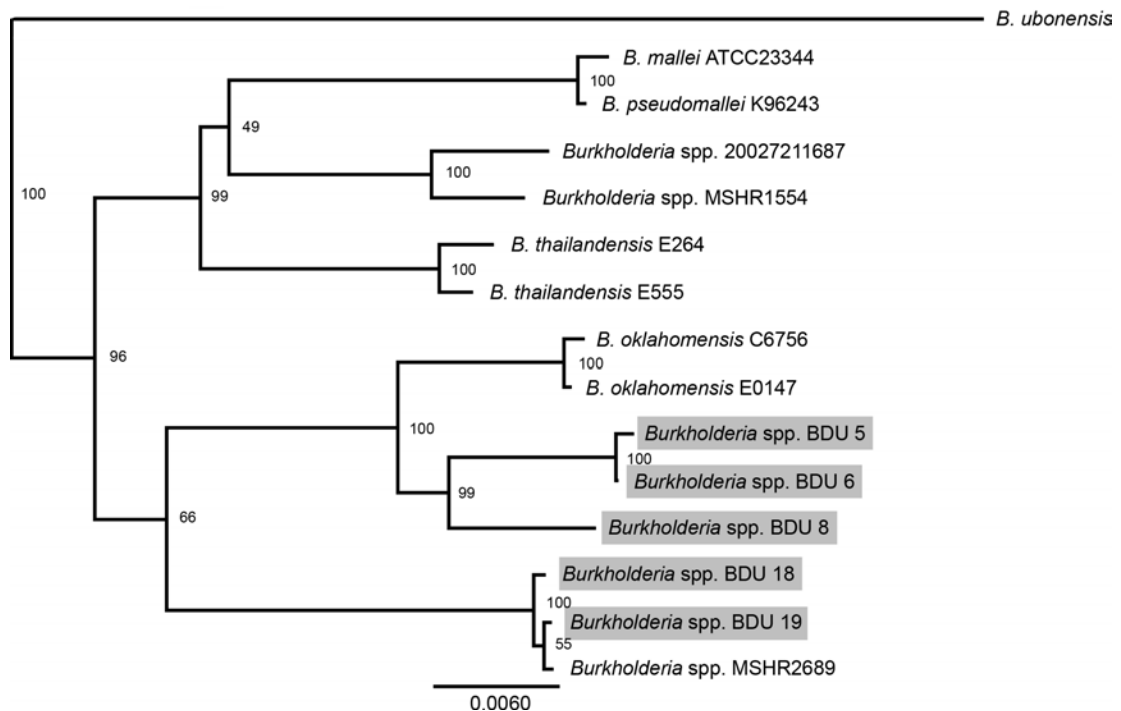 B. ubonensis
B. mallei ATCC23344
100
B. pseudomallei K96243
49
Burkholderia spp. 20027211687
100
100
99
Burkholderia spp. MSHR1554
B. thailandensis E264
100
B. thailandensis E555
B. oklahomensis C6756
96
100
B. oklahomensis E0147
100
Burkholderia spp. BDU 5
100
Burkholderia spp. BDU 6
99
66
Burkholderia spp. BDU 8
Burkholderia spp. BDU 18
100
Burkholderia spp. BDU 19
55
Burkholderia spp. MSHR2689
0.0060